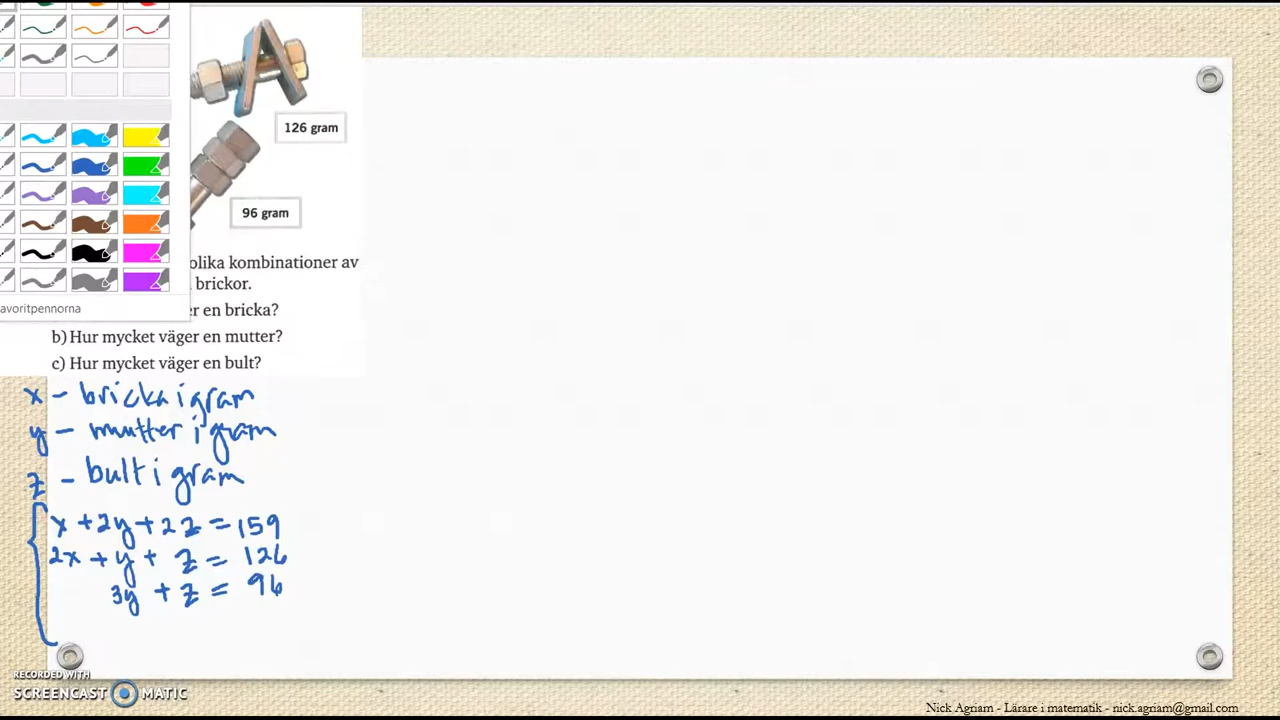 126 gram
96 gram
olika kombinationer av
brickor.
er en bricka?
b) Hur mycket väger en mutter?
c) Hur mycket väger en bult?
avoritpennorna
x - bricka i gram
y - mutter i gram
z - bult i gram
x + 2y + 2z = 159
2x + y + z = 126
3y + z = 96
RECORDED WITH
SCREENCAST MATIC
Nick Agriam - Lärare i matematik - nick.agriam@gmail.com